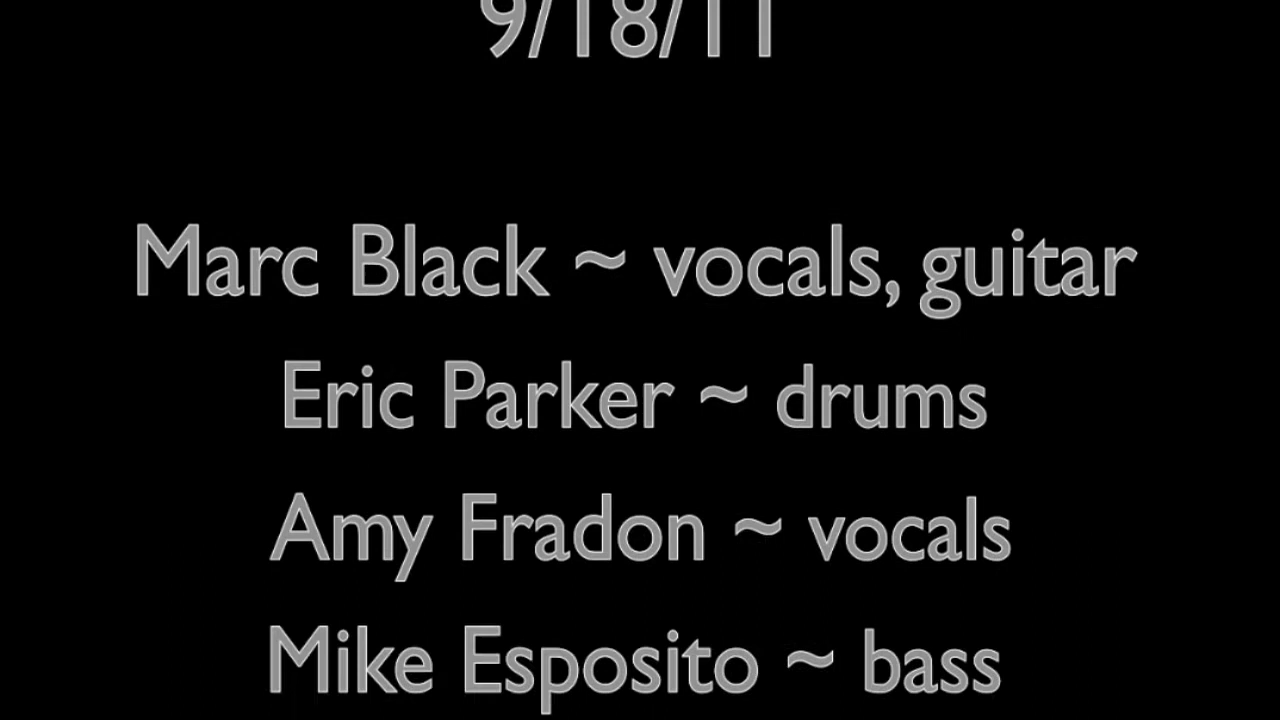 9/18/11
Marc Black ~ vocals, guitar
Eric Parker ~ drums
Amy Fradon ~ vocals
Mike Esposito ~ bass